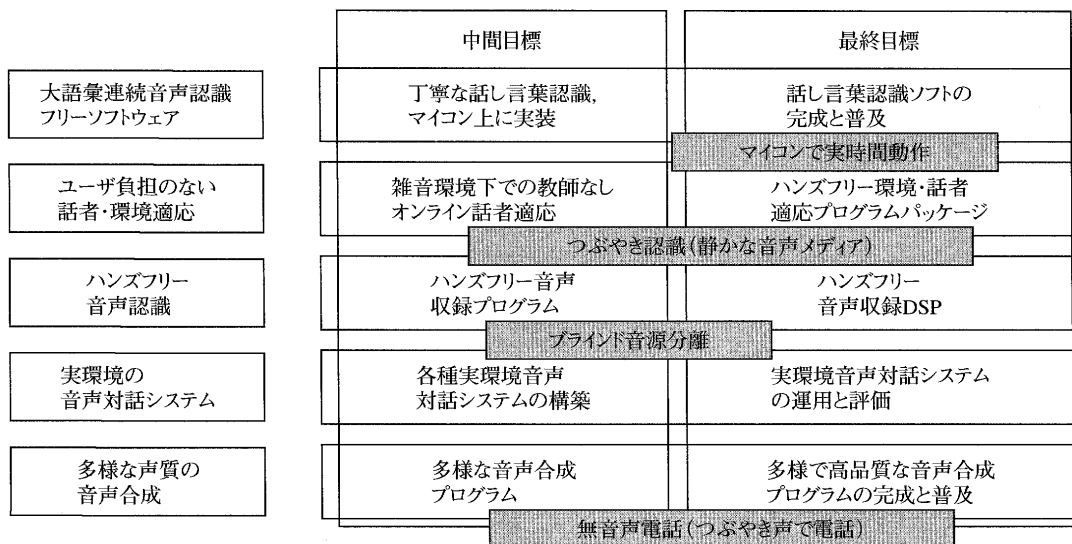 中間目標
最終目標
大語彙連続音声認識
フリーソフトウェア
丁寧な話し言葉認識,
マイコン上に実装
話し言葉認識ソフトの
完成と普及
マイコンで実時間動作
ユーザ負担のない
話者・環境適応
雑音環境下での教師なし
オンライン話者適応
ハンズフリー環境・話者
適応プログラムパッケージ
つぶやき認識(静かな音声メディア)
ハンズフリー
音声認識
ハンズフリー音声
収録プログラム
ハンズフリー
音声収録DSP
ブラインド音源分離
実環境の
音声対話システム
各種実環境音声
対話システムの構築
実環境音声対話システム
の運用と評価
多様な声質の
音声合成
多様な音声合成
プログラム
多様で高品質な音声合成
プログラムの完成と普及
無音声電話(つぶやき声で電話)